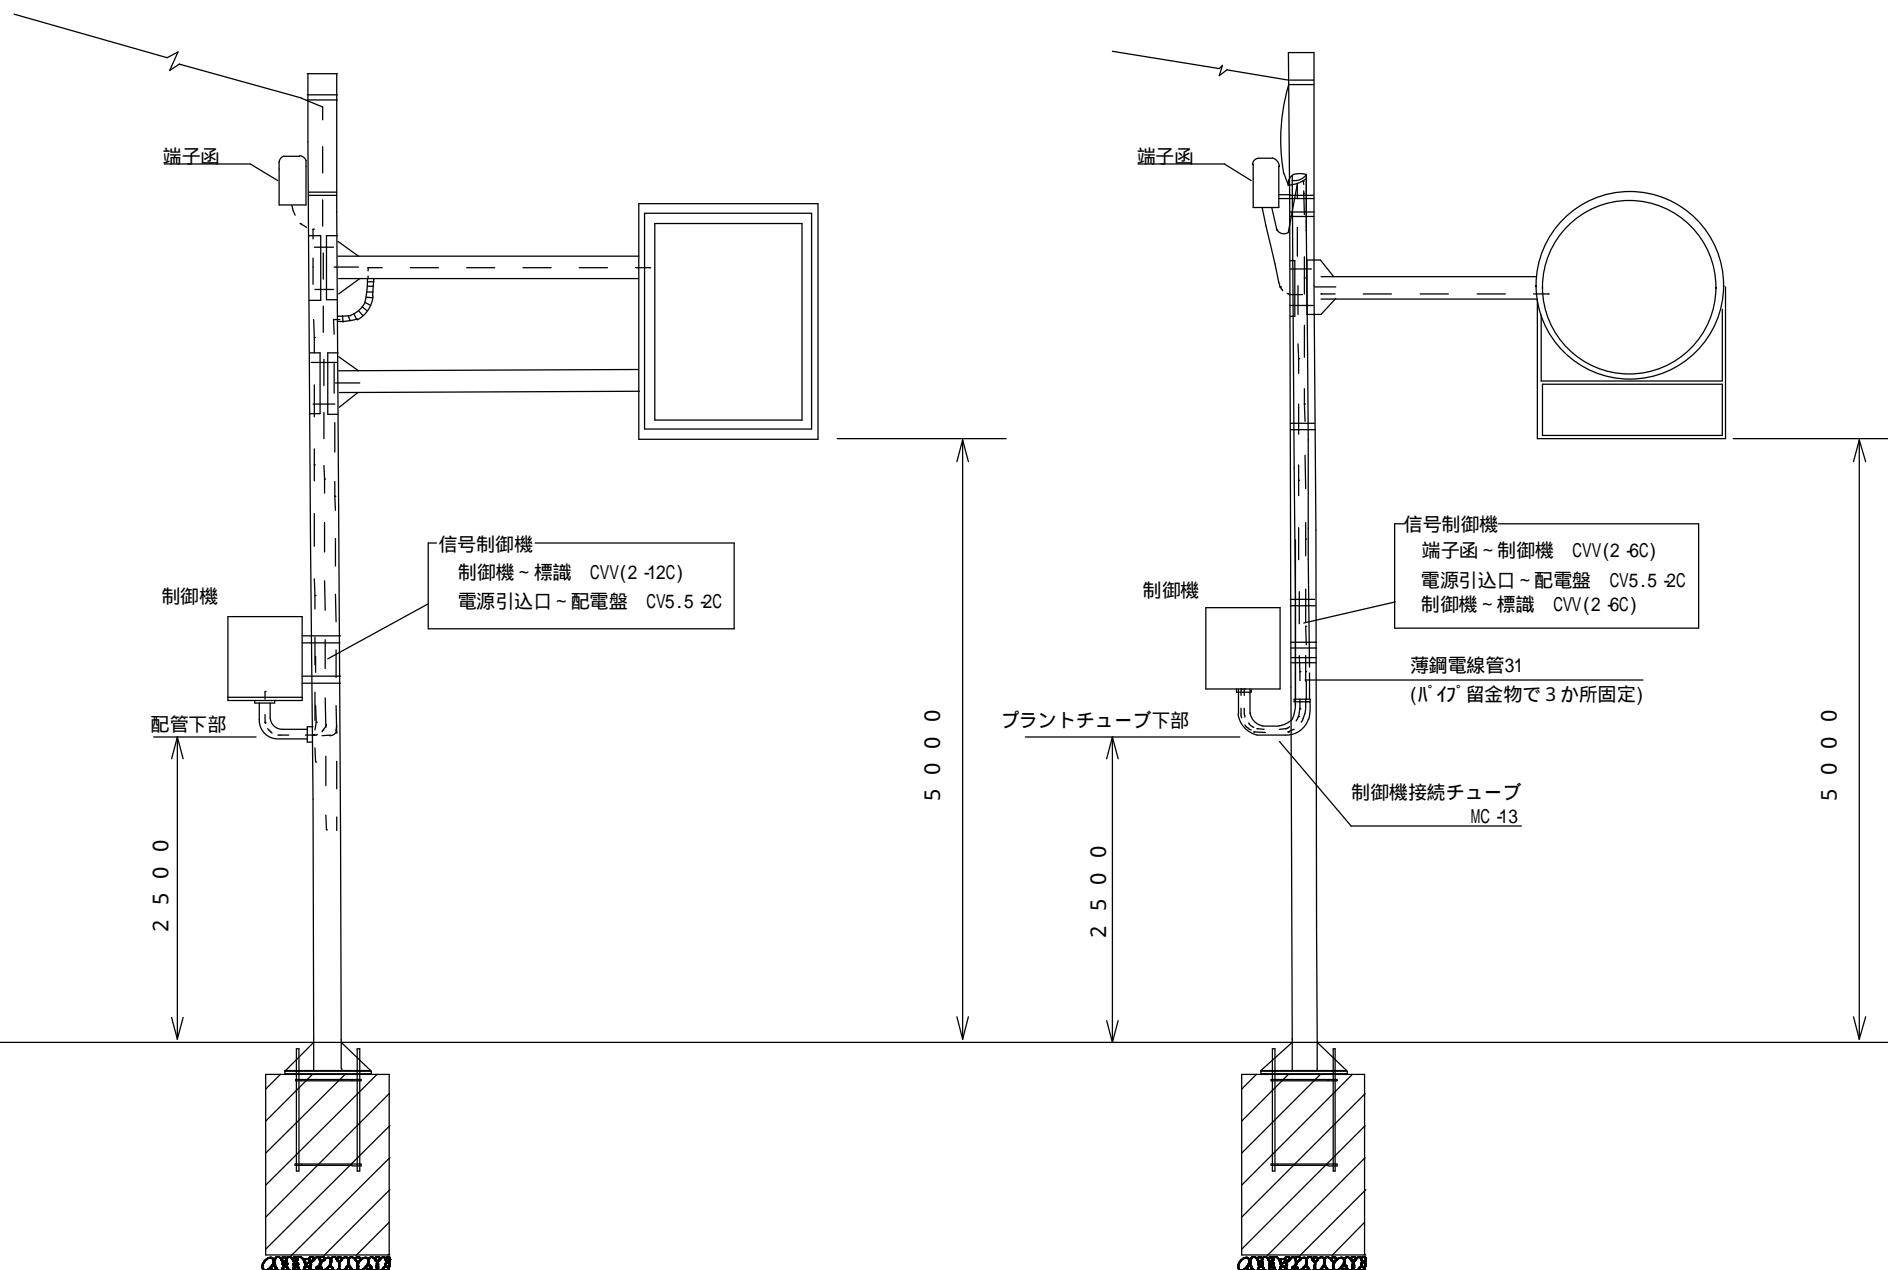 端子函
信号制御機
制御機～標識 CVV(2-12C)
電源引込口～配電盤 CV5.5-2C
制御機
配管下部
2500
5000
端子函
信号制御機
端子函～制御機 CVV(2-6C)
電源引込口～配電盤 CV5.5-2C
制御機～標識 CVV(2-6C)
制御機
薄鋼電線管31
(ﾊﾟｲﾌﾟ留金物で３か所固定)
プラントチューブ下部
制御機接続チューブ
MC-13
2500
5000